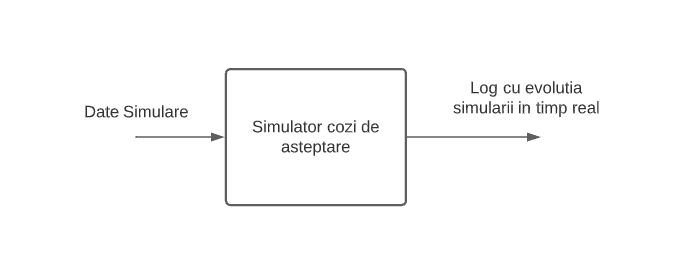 Date Simulare
Simulator cozi de
asteptare
Log cu evolutia
simularii in timp real